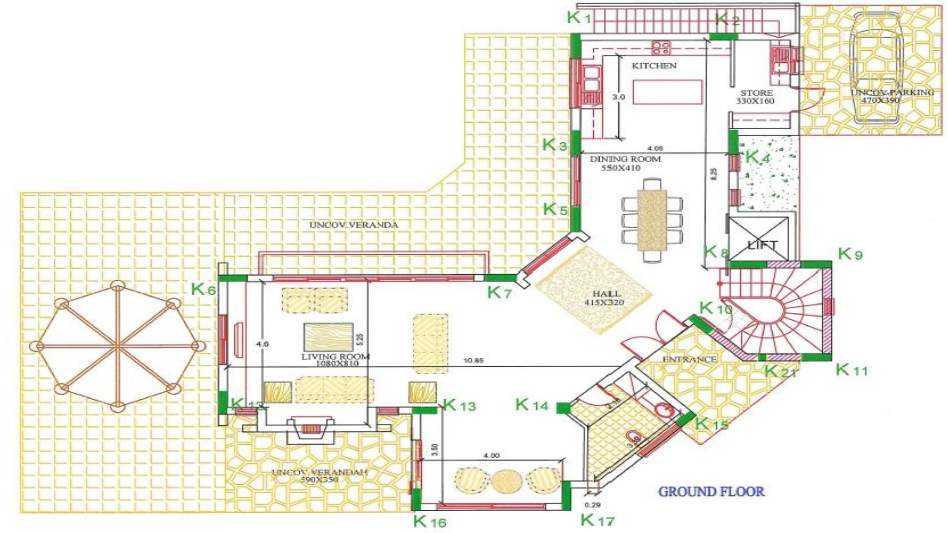 K1
K2
KITCHEN
3.0
STORE
330X160
UNCOV.PARKING
470X390
K3
4.05
K4
DINING ROOM
550X410
8.25
K5
UNCOV.VERANDA
K8
LIFT
K9
K6
K7
HALL
415X320
K10
4.6
5.25
LIVING ROOM
1080X810
10.85
ENTRANCE
K11
K21
K12
K13
K14
K15
3.50
4.00
UNCOV.VERANDAH
590X350
GROUND FLOOR
0.29
K16
K17